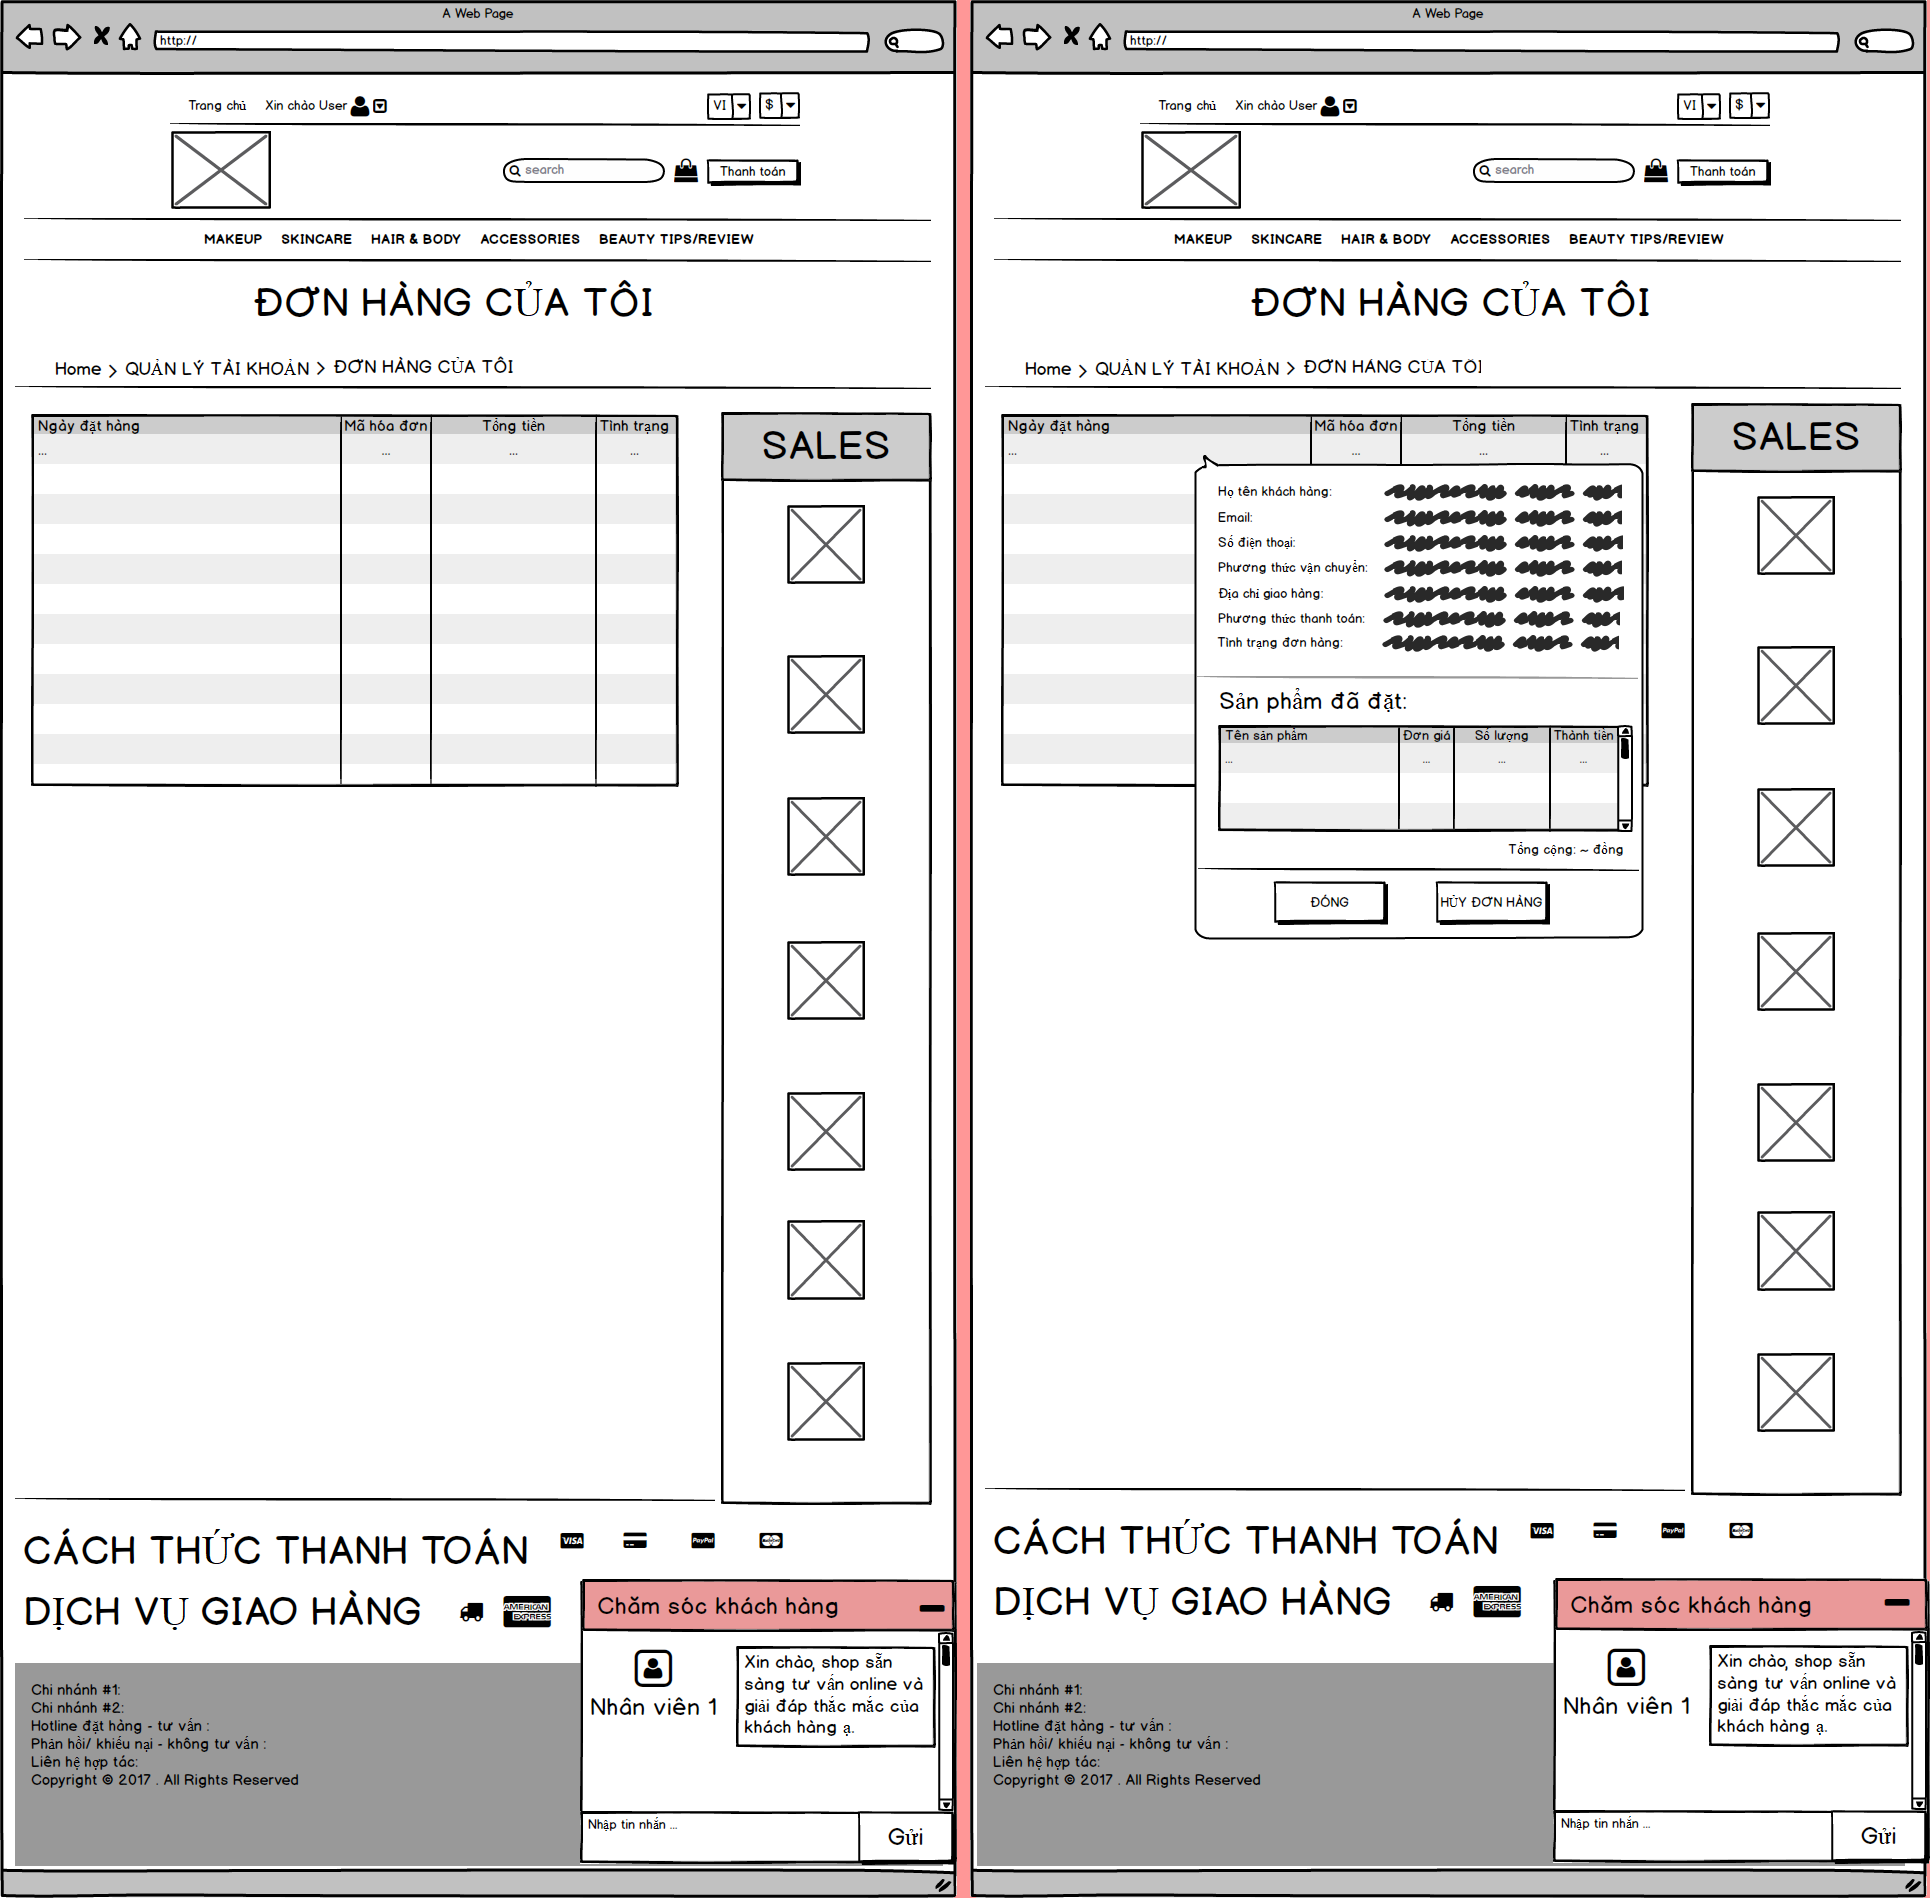 A Web Page
http://
Trang chủ Xin chào User VI $
search Thanh toán
MAKEUP SKINCARE HAIR & BODY ACCESSORIES BEAUTY TIPS/REVIEW
ĐƠN HÀNG CỦA TÔI
Home > QUẢN LÝ TÀI KHOẢN > ĐƠN HÀNG CỦA TÔI
Ngày đặt hàng Mã hóa đơn Tổng tiền Tình trạng
... ... ... ...
SALES
CÁCH THỨC THANH TOÁN VISA PayPal
DỊCH VỤ GIAO HÀNG AMERICAN EXPRESS
Chăm sóc khách hàng
Nhân viên 1
Xin chào, shop sẵn
sàng tư vấn online và
giải đáp thắc mắc của
khách hàng ạ.
Nhập tin nhắn ...
Gửi
Chi nhánh #1:
Chi nhánh #2:
Hotline đặt hàng - tư vấn :
Phản hồi/ khiếu nại - không tư vấn :
Liên hệ hợp tác:
Copyright © 2017 . All Rights Reserved
A Web Page
http://
Trang chủ Xin chào User VI $
search Thanh toán
MAKEUP SKINCARE HAIR & BODY ACCESSORIES BEAUTY TIPS/REVIEW
ĐƠN HÀNG CỦA TÔI
Home > QUẢN LÝ TÀI KHOẢN > ĐƠN HÀNG CỦA TÔI
Ngày đặt hàng Mã hóa đơn Tổng tiền Tình trạng
... ... ... ...
Họ tên khách hàng:
Email:
Số điện thoại:
Phương thức vận chuyển:
Địa chỉ giao hàng:
Phương thức thanh toán:
Tình trạng đơn hàng:
Sản phẩm đã đặt:
Tên sản phẩm Đơn giá Số lượng Thành tiền
... ... ... ...
Tổng cộng: ~ đồng
ĐÓNG HỦY ĐƠN HÀNG
SALES
CÁCH THỨC THANH TOÁN VISA PayPal
DỊCH VỤ GIAO HÀNG AMERICAN EXPRESS
Chăm sóc khách hàng
Nhân viên 1
Xin chào, shop sẵn
sàng tư vấn online và
giải đáp thắc mắc của
khách hàng ạ.
Nhập tin nhắn ...
Gửi
Chi nhánh #1:
Chi nhánh #2:
Hotline đặt hàng - tư vấn :
Phản hồi/ khiếu nại - không tư vấn :
Liên hệ hợp tác:
Copyright © 2017 . All Rights Reserved